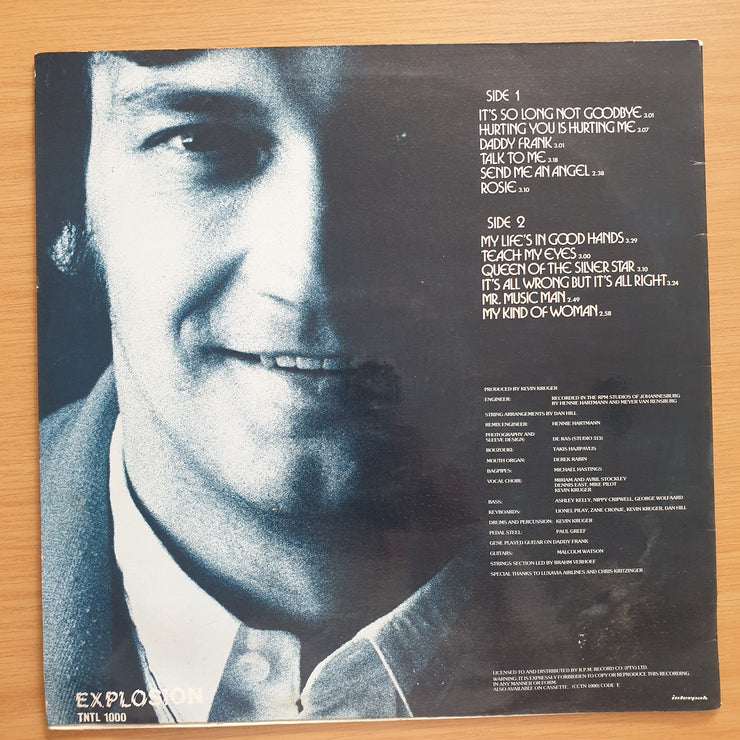 SIDE 1
IT'S SO LONG NOT GOODBYE 3.01
HURTING YOU IS HURTING ME 3.07
DADDY FRANK 3.01
TALK TO ME 3.18
SEND ME AN ANGEL 2.38
ROSIE 3.10
SIDE 2
MY LIFE'S IN GOOD HANDS 3.29
TEACH MY EYES 3.00
QUEEN OF THE SILVER STAR 3.10
IT'S ALL WRONG BUT IT'S ALL RIGHT 3.24
MR. MUSIC MAN 2.49
MY KIND OF WOMAN 2.58
PRODUCED BY KEVIN KRUGER
ENGINEER: RECORDED IN THE RPM STUDIOS OF JOHANNESBURG
BY HENNIE HARTMANN AND MEYER VAN RENSBURG
STRING ARRANGEMENTS BY DAN HILL
REMIX ENGINEER: HENNIE HARTMANN
PHOTOGRAPHY AND
SLEEVE DESIGN: DE RAS (STUDIO 313)
BOUZOUKI: TAKIS HAJIPAVLIS
MOUTH ORGAN: DEREK RABIN
BAGPIPES: MICHAEL HASTINGS
VOCAL CHOIR: MIRIAM AND AVRIL STOCKLEY
DENNIS EAST, MIKE PILOT
KEVIN KRUGER
BASS: ASHLEY KELLY, NIPPY CRIPWELL, GEORGE WOLFAARD
KEYBOARDS: LIONEL PILAY, ZANE CRONJE, KEVIN KRUGER, DAN HILL
DRUMS AND PERCUSSION: KEVIN KRUGER
PEDAL STEEL: PAUL GREEF
GENE PLAYED GUITAR ON DADDY FRANK
GUITARS: MALCOLM WATSON
STRINGS SECTION LED BY BRAHM VERHOEF
SPECIAL THANKS TO LUXAVIA AIRLINES AND CHRIS KRITZINGER
LICENSED TO AND DISTRIBUTED BY R.P.M. RECORD CO. (PTY) LTD.
WARNING: IT IS EXPRESSLY FORBIDDEN TO COPY OR REPRODUCE THIS RECORDING
IN ANY MANNER OR FORM.
ALSO AVAILABLE ON CASSETTE. (CCTN 1000) CODE E
interpak
EXPLOSION
TNTL 1000